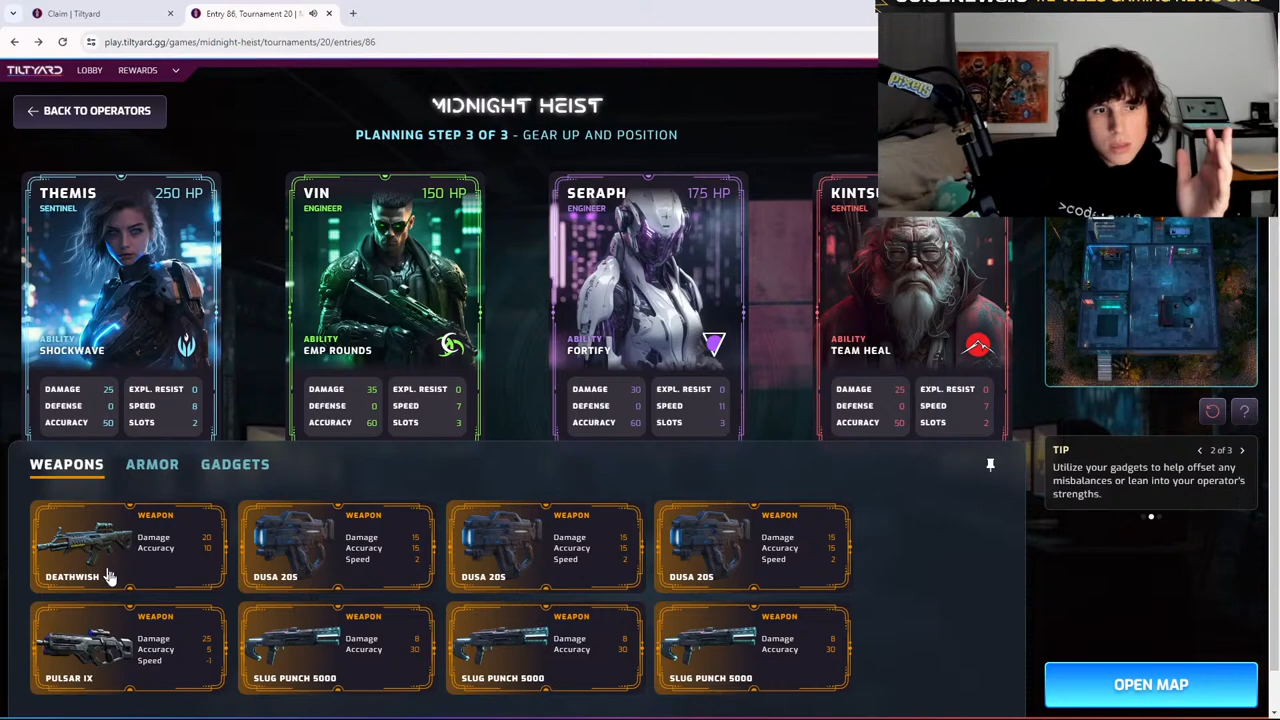 Claim | Tiltyard
Entry 86, Tournament 20 |
play.tiltyard.gg/games/midnight-heist/tournaments/20/entries/86
TILTYARD
LOBBY
REWARDS
BACK TO OPERATORS
MIDNIGHT HEIST
PLANNING STEP 3 OF 3 - GEAR UP AND POSITION
pixels
>cod
THEMIS 250 HP
SENTINEL
ABILITY
SHOCKWAVE
DAMAGE 25 EXPL. RESIST 0
DEFENSE 0 SPEED 8
ACCURACY 50 SLOTS 2
VIN 150 HP
ENGINEER
ABILITY
EMP ROUNDS
DAMAGE 35 EXPL. RESIST 0
DEFENSE 0 SPEED 7
ACCURACY 60 SLOTS 3
SERAPH 175 HP
ENGINEER
ABILITY
FORTIFY
DAMAGE 30 EXPL. RESIST 0
DEFENSE 0 SPEED 11
ACCURACY 60 SLOTS 3
KINTSU
SENTINEL
ABILITY
TEAM HEAL
DAMAGE 25 EXPL. RESIST 0
DEFENSE 0 SPEED 7
ACCURACY 50 SLOTS 2
?
TIP
2 of 3
Utilize your gadgets to help offset any
misbalances or lean into your operator's
strengths.
WEAPONS
ARMOR
GADGETS
WEAPON
Damage 20
Accuracy 10
DEATHWISH
WEAPON
Damage 15
Accuracy 15
Speed 2
DUSA 20S
WEAPON
Damage 15
Accuracy 15
Speed 2
DUSA 20S
WEAPON
Damage 15
Accuracy 15
Speed 2
DUSA 20S
WEAPON
Damage 25
Accuracy 5
Speed -1
PULSAR IX
WEAPON
Damage 8
Accuracy 30
SLUG PUNCH 5000
WEAPON
Damage 8
Accuracy 30
SLUG PUNCH 5000
WEAPON
Damage 8
Accuracy 30
SLUG PUNCH 5000
OPEN MAP